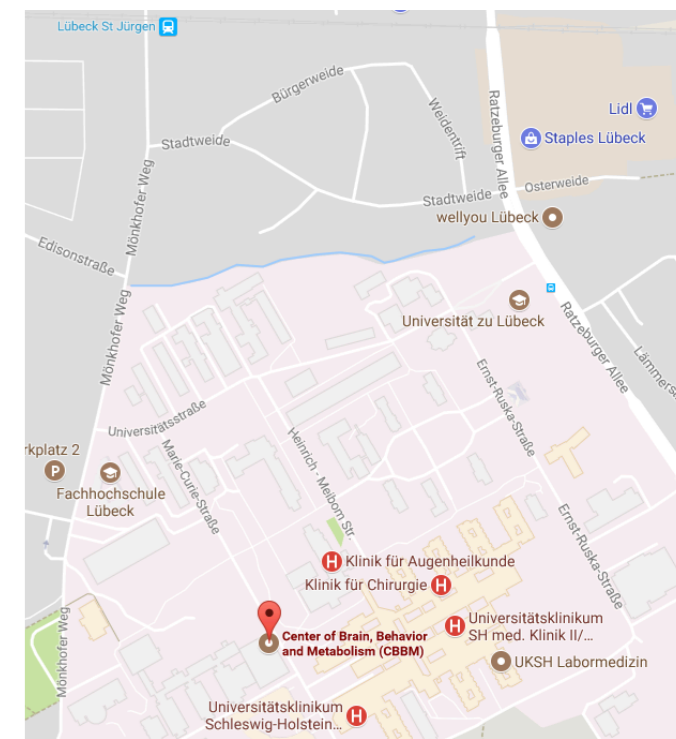 Lübeck St Jürgen
Bürgerweide
Weidentrift
Ratzeburger Allee
Lidl
Staples Lübeck
Stadtweide
Mönkhofer Weg
Stadtweide
Osterweide
wellyou Lübeck
Edisonstraße
Mönkhofer Weg
Universität zu Lübeck
Ratzeburger Allee
Ernst-Ruska-Straße
Universitätsstraße
Marie-Curie-Straße
Heinrich - Meibom Str.
rkplatz 2
Fachhochschule
Lübeck
Ernst-Ruska-Straße
Klinik für Augenheilkunde
Klinik für Chirurgie
Mönkhofer Weg
Center of Brain, Behavior
and Metabolism (CBBM)
Universitätsklinikum
SH med. Klinik II/...
UKSH Labormedizin
Universitätsklinikum
Schleswig-Holstein...